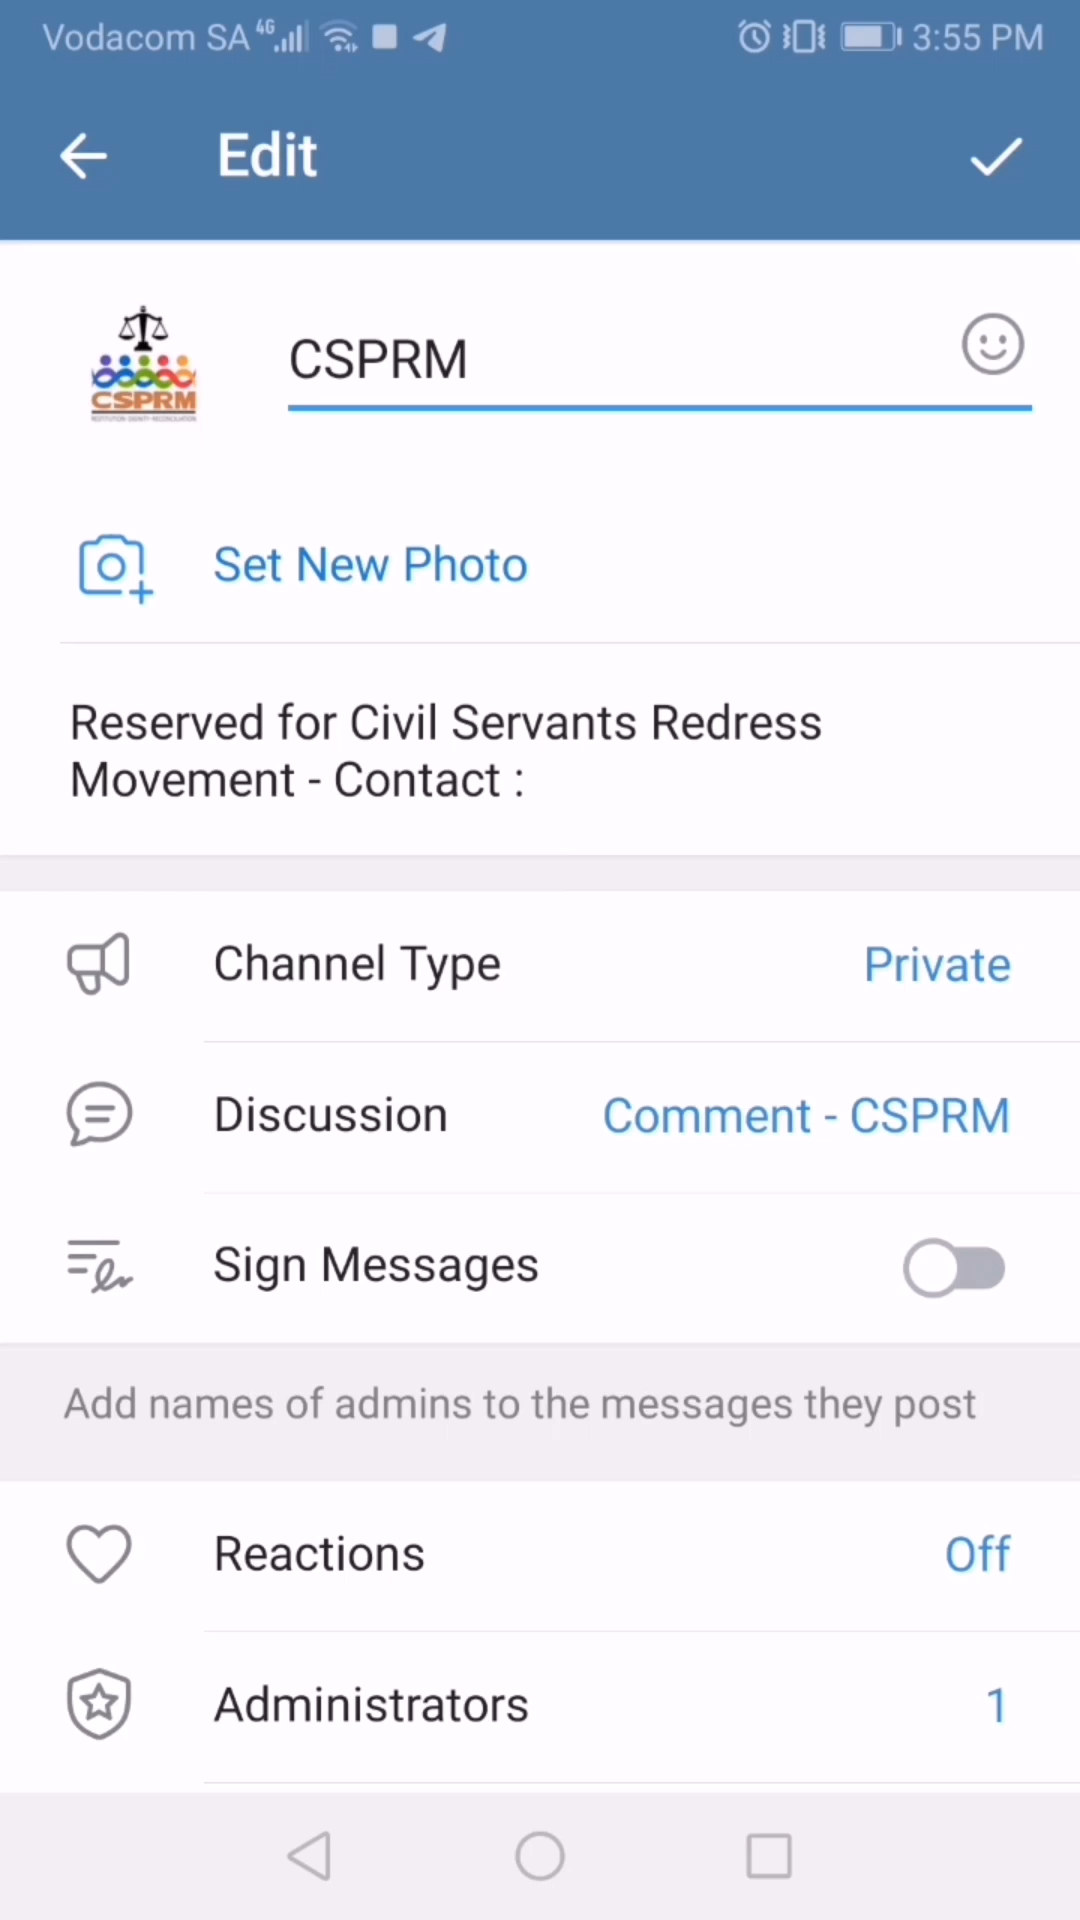 Vodacom SA 4G 3:55 PM
Edit
CSPRM
CSPRM
Set New Photo
Reserved for Civil Servants Redress
Movement - Contact :
Channel Type Private
Discussion Comment - CSPRM
Sign Messages
Add names of admins to the messages they post
Reactions Off
Administrators 1